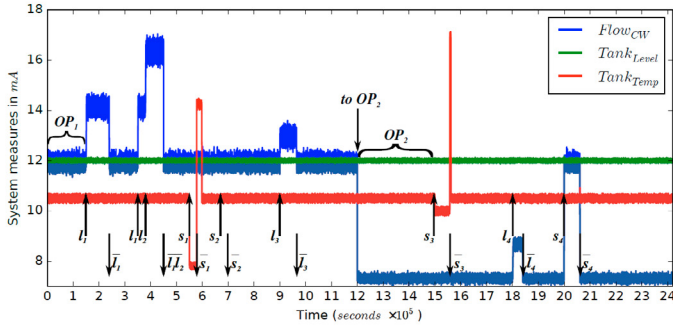 18
16
14
12
10
8
System measures in mA
Flow_CW
Tank_Level
Tank_Temp
OP_1
to OP_2
OP_2
l_1
l̅_1
l_1 l_2
l̅_1 l̅_2
s_1
s̅_1
s_2
s̅_2
l_3
l̅_3
s_3
s̅_3
l_4
l̅_4
s_4
s̅_4
0 1 2 3 4 5 6 7 8 9 10 11 12 13 14 15 16 17 18 19 20 21 22 23 24
Time (seconds ×10^5)